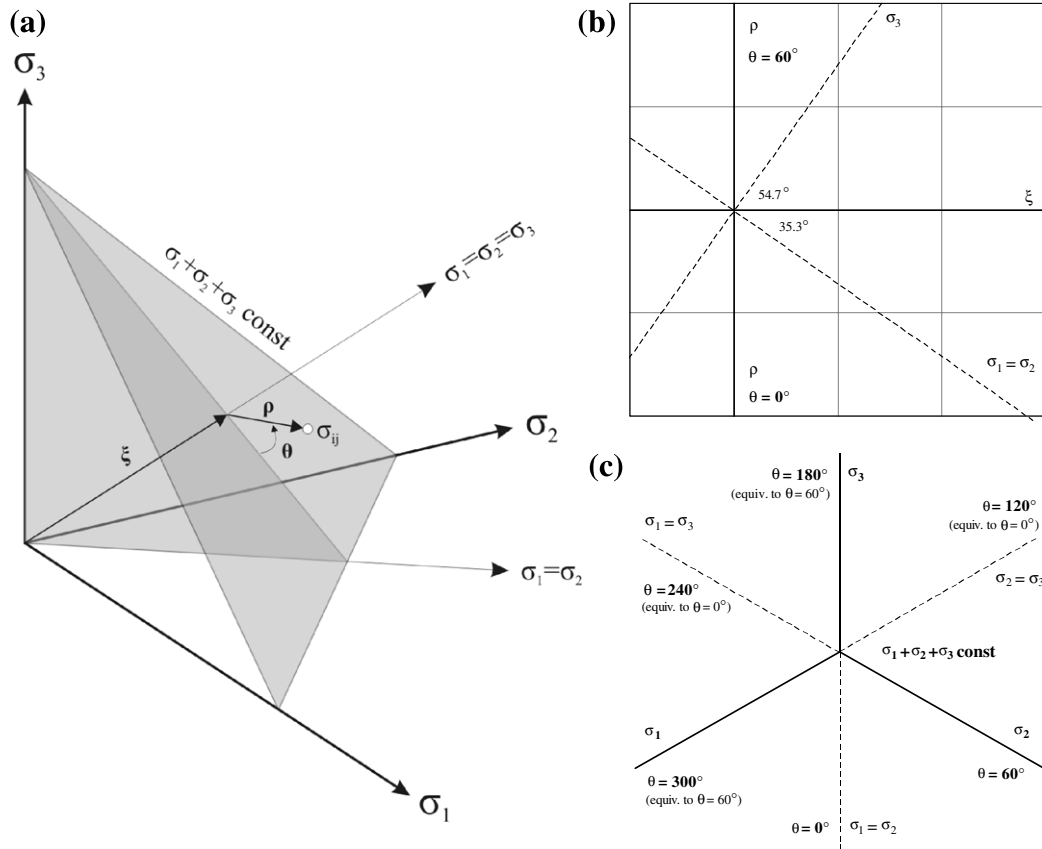 (a)
σ3
σ1+σ2+σ3 const
σ1=σ2=σ3
ρ
σij
θ
ξ
σ2
σ1=σ2
σ1
(b)
ρ
θ = 60°
σ3
54.7°
ξ
35.3°
σ1 = σ2
ρ
θ = 0°
(c)
θ = 180°
(equiv. to θ = 60°)
σ3
θ = 120°
(equiv. to θ = 0°)
σ1 = σ3
σ2 = σ3
θ = 240°
(equiv. to θ = 0°)
σ1 + σ2 + σ3 const
σ1
σ2
θ = 300°
(equiv. to θ = 60°)
θ = 60°
θ = 0°
σ1 = σ2